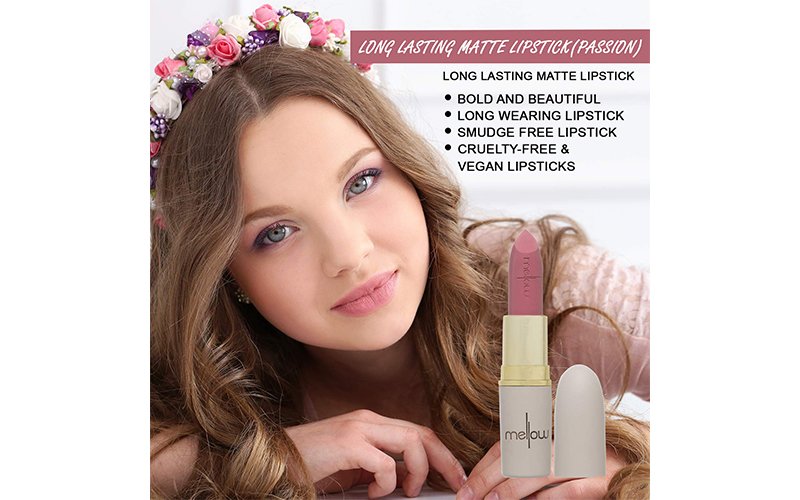 LONG LASTING MATTE LIPSTICK(PASSION)
LONG LASTING MATTE LIPSTICK
• BOLD AND BEAUTIFUL
• LONG WEARING LIPSTICK
• SMUDGE FREE LIPSTICK
• CRUELTY-FREE &
VEGAN LIPSTICKS
mellow
mellow